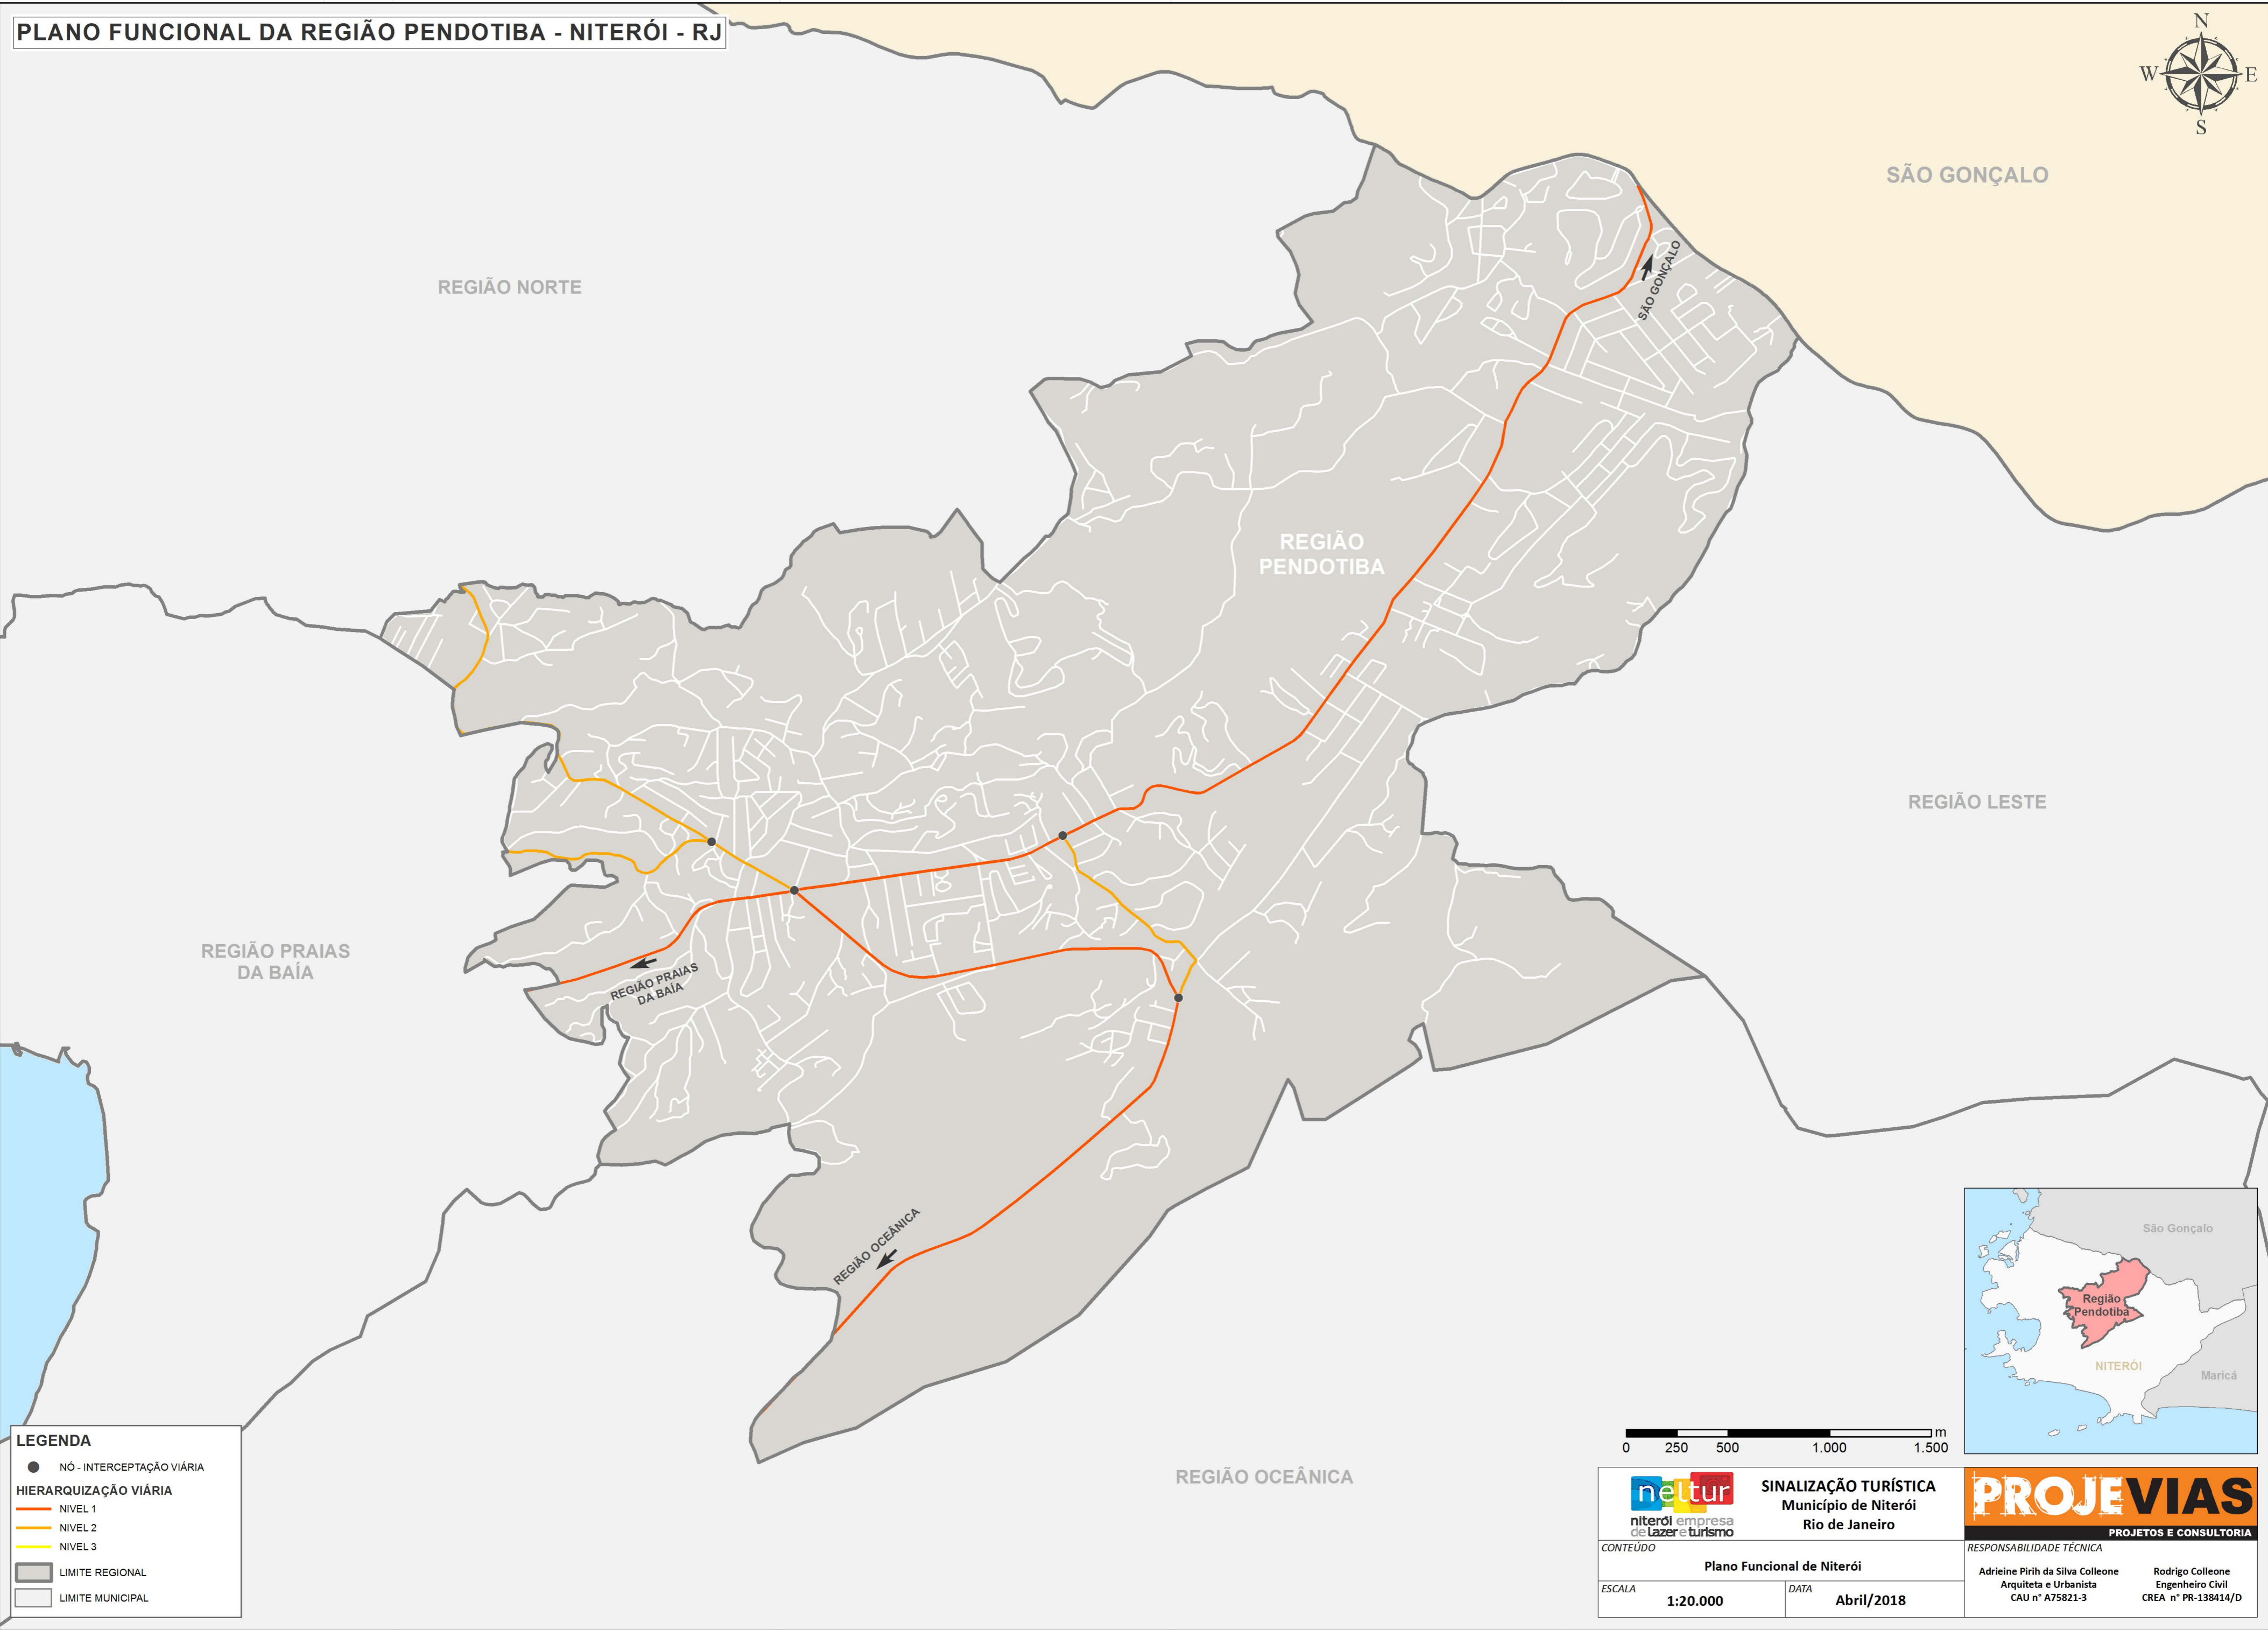 PLANO FUNCIONAL DA REGIÃO PENDOTIBA - NITERÓI - RJ
N
W
E
S
SÃO GONÇALO
REGIÃO NORTE
SÃO GONÇALO
REGIÃO
PENDOTIBA
REGIÃO LESTE
REGIÃO PRAIAS
DA BAÍA
REGIÃO PRAIAS
DA BAÍA
REGIÃO OCEÂNICA
REGIÃO OCEÂNICA
São Gonçalo
Região
Pendotiba
NITERÓI
Maricá
LEGENDA
NÓ - INTERCEPTAÇÃO VIÁRIA
HIERARQUIZAÇÃO VIÁRIA
NIVEL 1
NIVEL 2
NIVEL 3
LIMITE REGIONAL
LIMITE MUNICIPAL
m
0 250 500 1.000 1.500
neltur
niterói empresa
de lazer e turismo
SINALIZAÇÃO TURÍSTICA
Município de Niterói
Rio de Janeiro
PROJEVIAS
PROJETOS E CONSULTORIA
CONTEÚDO
Plano Funcional de Niterói
ESCALA
1:20.000
DATA
Abril/2018
RESPONSABILIDADE TÉCNICA
Adrieine Pirih da Silva Colleone
Arquiteta e Urbanista
CAU n° A75821-3
Rodrigo Colleone
Engenheiro Civil
CREA n° PR-138414/D